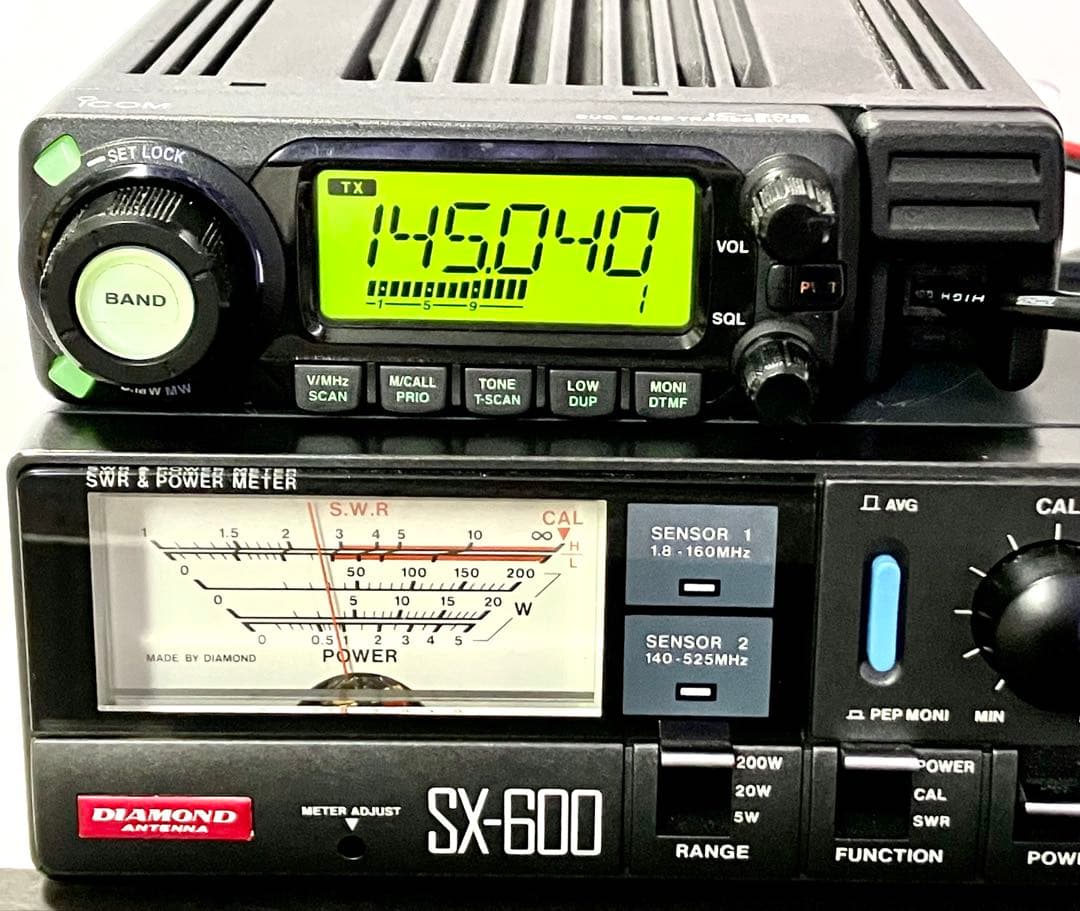 ICOM
SET LOCK
TX
145.040
1 5 9
1
BAND
VOL
SQL
HIGH
S.MW MW
V/MHz
SCAN
M/CALL
PRIO
TONE
T-SCAN
LOW
DUP
MONI
DTMF
SWR & POWER METER
S.W.R
CAL
1 1.5 2 3 4 5 10 ∞
H
L
0 50 100 150 200
0 5 10 15 20
W
0 0.5 1 2 3 4 5
MADE BY DIAMOND
POWER
SENSOR 1
1.8 - 160MHz
SENSOR 2
140 - 525MHz
AVG
CAL
PEP MONI
MIN
DIAMOND
ANTENNA
METER ADJUST
SX-600
200W
20W
5W
RANGE
POWER
CAL
SWR
FUNCTION